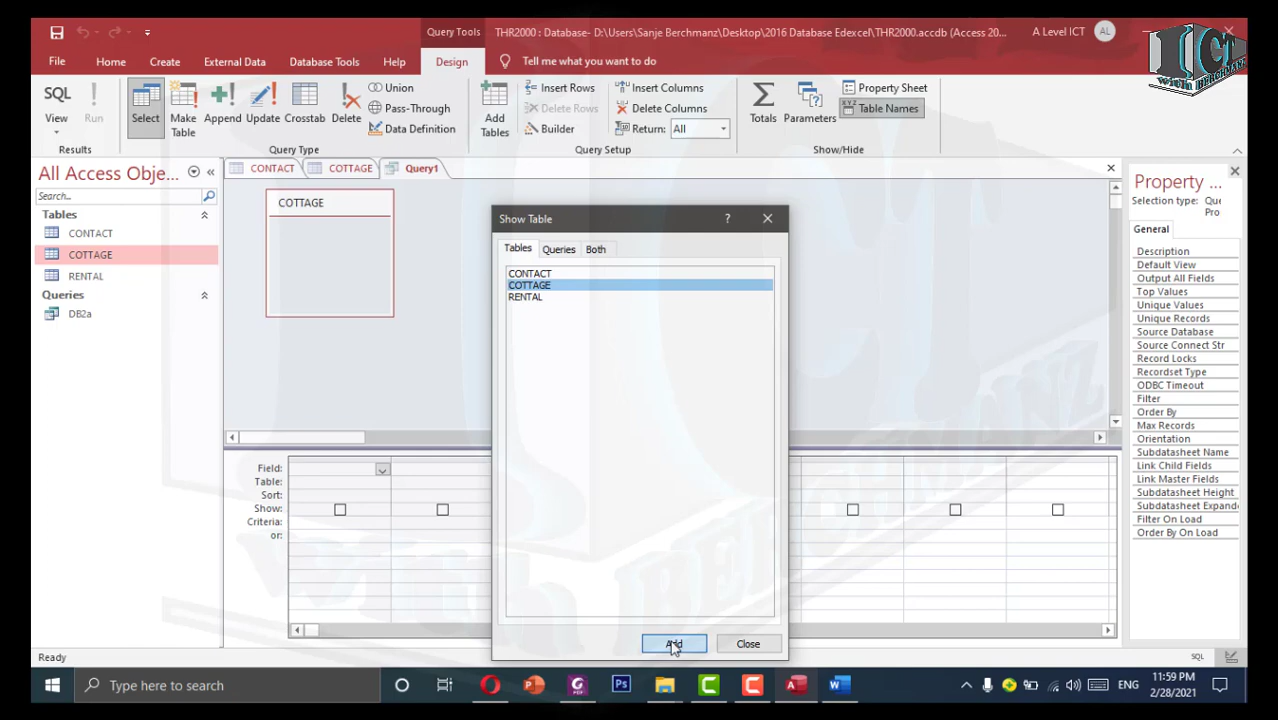 Query Tools
THR2000 : Database- D:\Users\Sanje Berchmanz\Desktop\2016 Database Edexcel\THR2000.accdb (Access 20...
A Level ICT
AL
File
Home
Create
External Data
Database Tools
Help
Design
Tell me what you want to do
SQL
View
Run
Results
Select
Make
Table
Append
Update
Crosstab
Delete
Union
Pass-Through
Data Definition
Query Type
Add
Tables
Insert Rows
Delete Rows
Builder
Insert Columns
Delete Columns
Return: All
Query Setup
Totals
Parameters
Property Sheet
Table Names
Show/Hide
All Access Obje...
Search...
Tables
CONTACT
COTTAGE
RENTAL
Queries
DB2a
CONTACT
COTTAGE
Query1
COTTAGE
Show Table
?
Tables
Queries
Both
CONTACT
COTTAGE
RENTAL
Add
Close
Field:
Table:
Sort:
Show:
Criteria:
or:
Property ...
Selection type: Que
Pro
General
Description
Default View
Output All Fields
Top Values
Unique Values
Unique Records
Source Database
Source Connect Str
Record Locks
Recordset Type
ODBC Timeout
Filter
Order By
Max Records
Orientation
Subdatasheet Name
Link Child Fields
Link Master Fields
Subdatasheet Height
Subdatasheet Expand
Filter On Load
Order By On Load
Ready
SQL
Type here to search
ENG
11:59 PM
2/28/2021
ICT
with BERCHMANZ